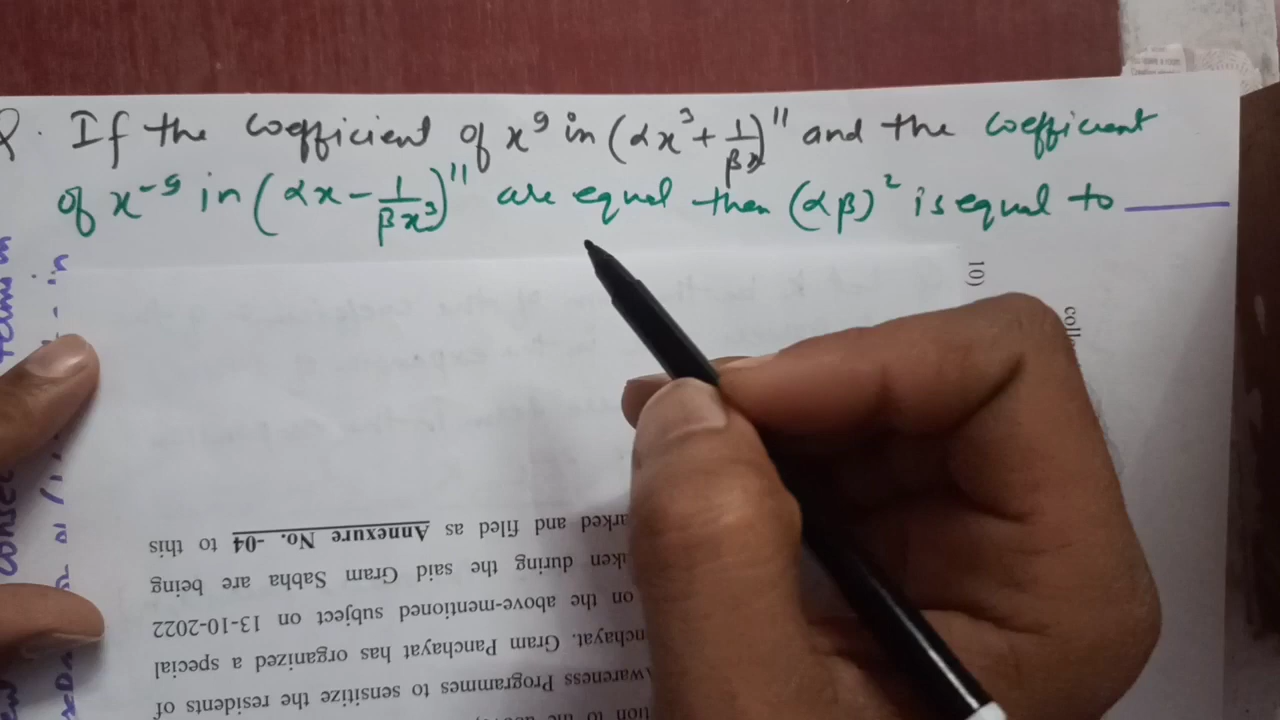 Q. If the coefficient of x⁹ in (αx³ + 1/βx)¹¹ and the coefficient
of x⁻⁹ in (αx − 1/βx³)¹¹ are equal then (αβ)² is equal to ____
10)
arked and filed as Annexure No. -04 to this
aken during the said Gram Sabha are being
on the above-mentioned subject on 13-10-2022
nchayat. Gram Panchayat has organized a special
Awareness Programmes to sensitize the residents of